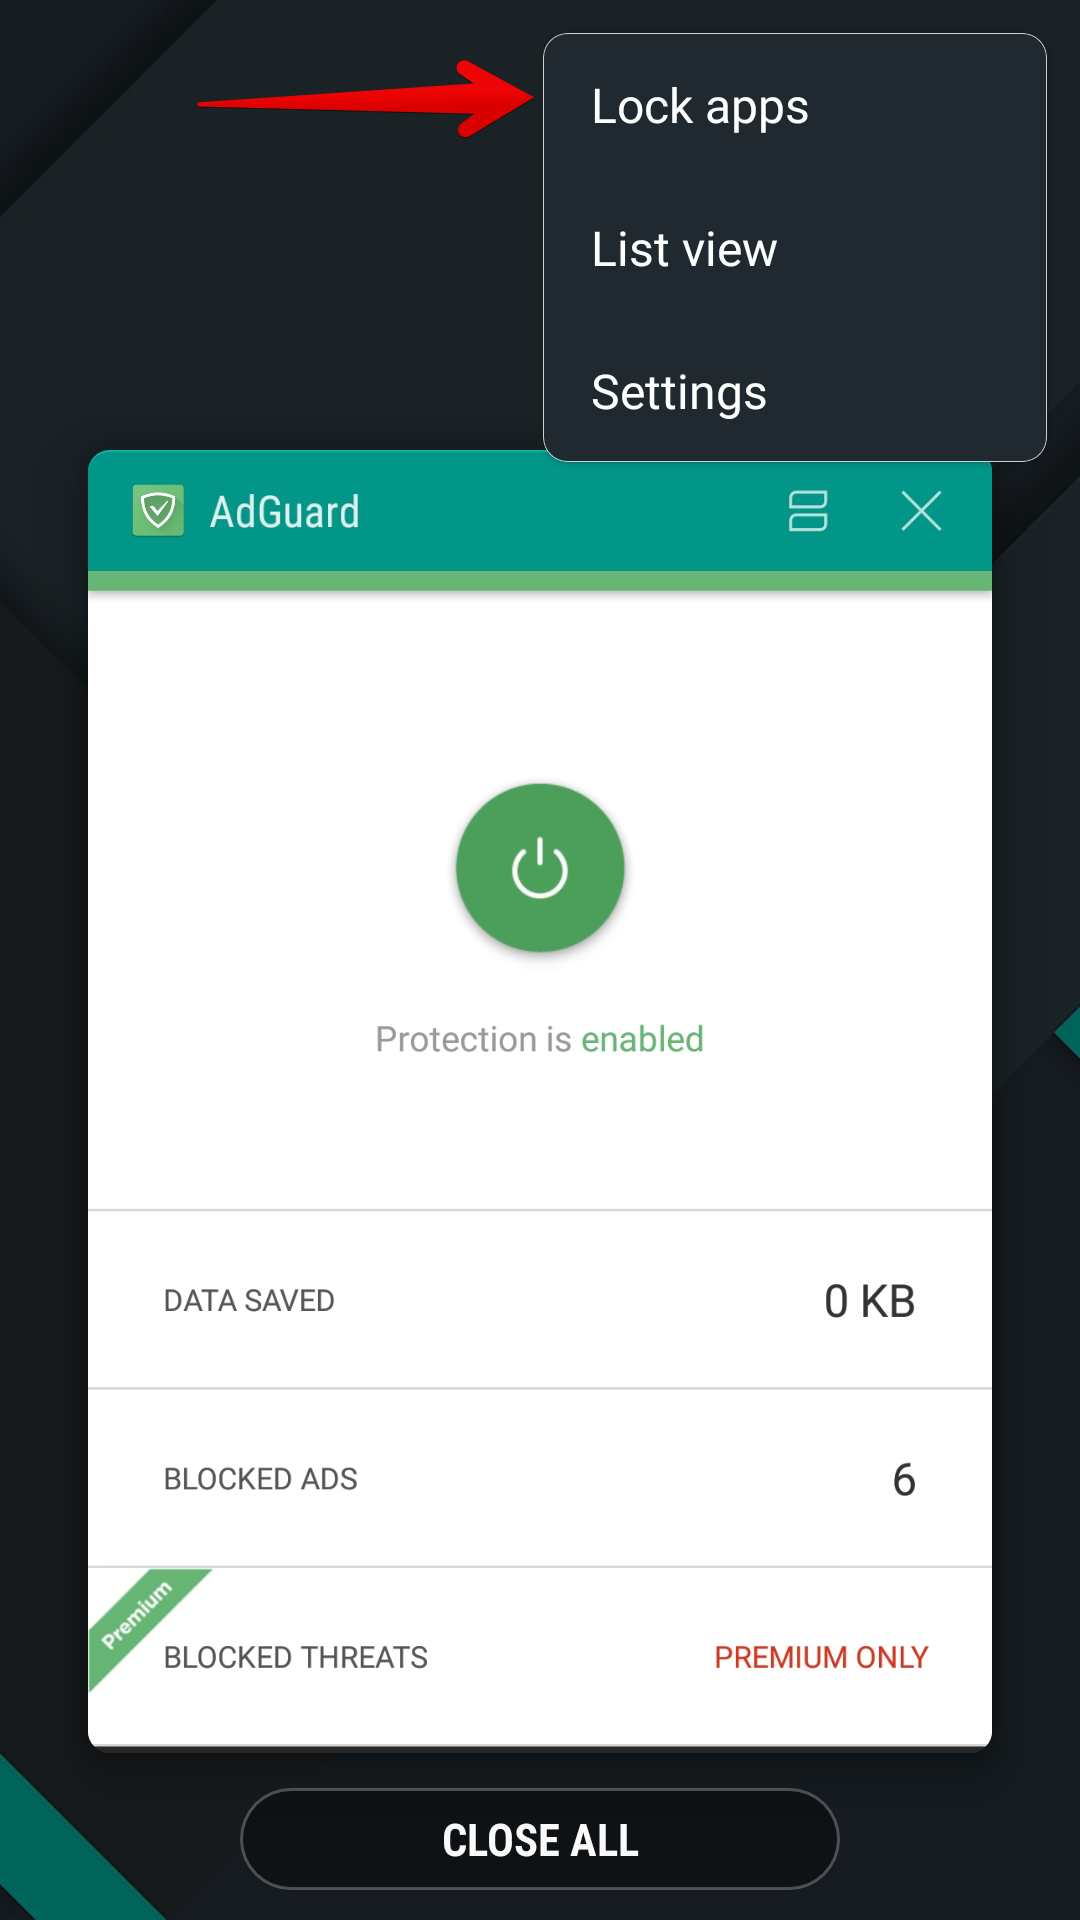 Lock apps
List view
Settings
AdGuard
Protection is enabled
DATA SAVED
0 KB
BLOCKED ADS
6
Premium
BLOCKED THREATS
PREMIUM ONLY
CLOSE ALL